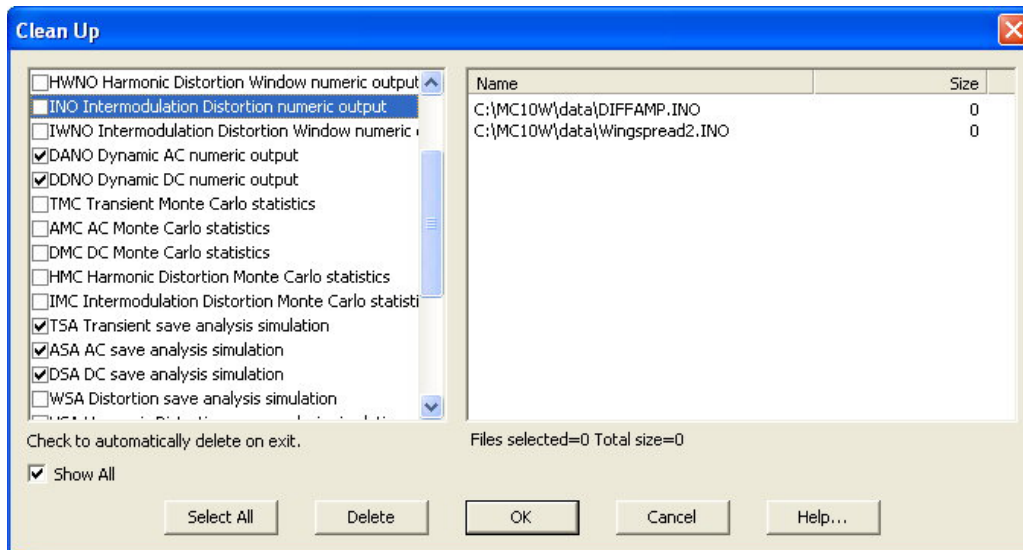 Clean Up
HWNO Harmonic Distortion Window numeric output
INO Intermodulation Distortion numeric output
IWNO Intermodulation Distortion Window numeric
DANO Dynamic AC numeric output
DDNO Dynamic DC numeric output
TMC Transient Monte Carlo statistics
AMC AC Monte Carlo statistics
DMC DC Monte Carlo statistics
HMC Harmonic Distortion Monte Carlo statistics
IMC Intermodulation Distortion Monte Carlo statisti
TSA Transient save analysis simulation
ASA AC save analysis simulation
DSA DC save analysis simulation
WSA Distortion save analysis simulation
Check to automatically delete on exit.
Show All
Name Size
C:\MC10W\data\DIFFAMP.INO 0
C:\MC10W\data\Wingspread2.INO 0
Files selected=0 Total size=0
Select All Delete OK Cancel Help...